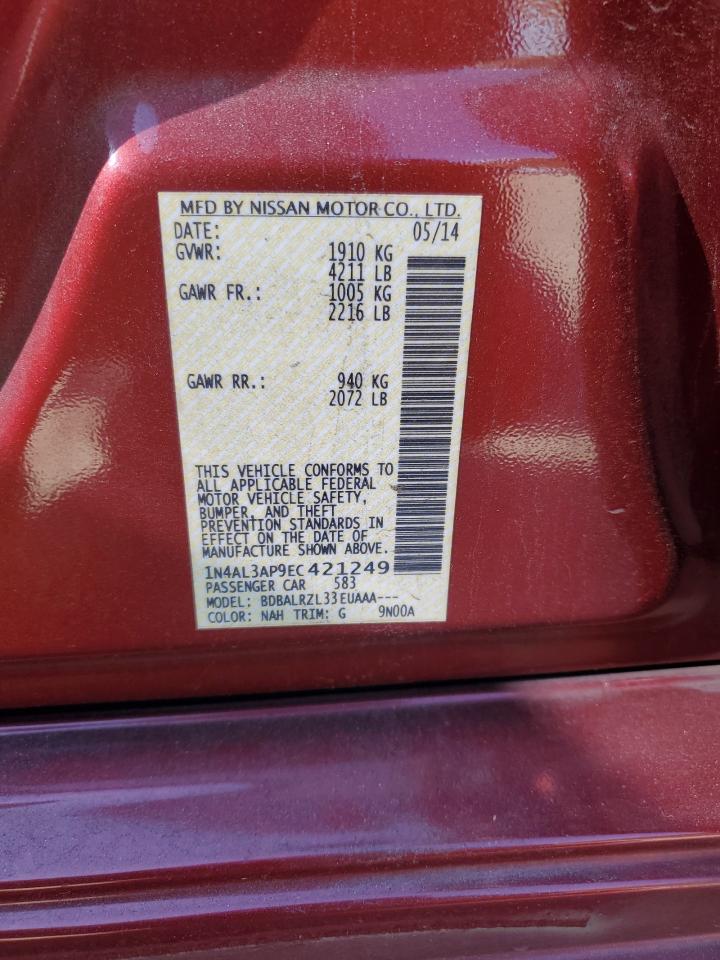 MFD BY NISSAN MOTOR CO., LTD.
DATE: 05/14
GVWR: 1910 KG
4211 LB
GAWR FR.: 1005 KG
2216 LB
GAWR RR.: 940 KG
2072 LB
THIS VEHICLE CONFORMS TO
ALL APPLICABLE FEDERAL
MOTOR VEHICLE SAFETY,
BUMPER, AND THEFT
PREVENTION STANDARDS IN
EFFECT ON THE DATE OF
MANUFACTURE SHOWN ABOVE.
1N4AL3AP9EC421249
PASSENGER CAR 583
MODEL: BDBALRZL33EUAAA---
COLOR: NAH TRIM: G 9N00A